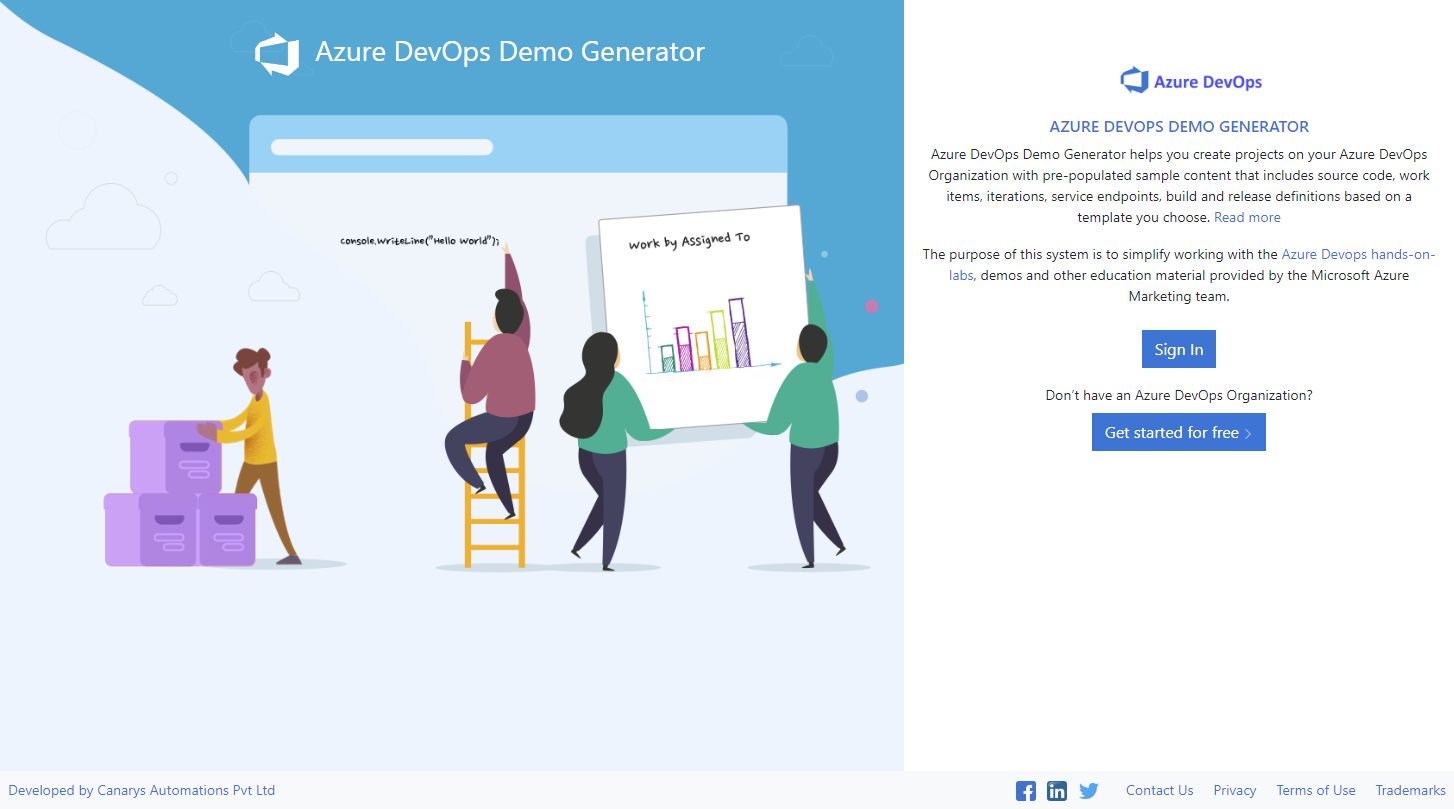 Azure DevOps Demo Generator
console.WriteLine("Hello World");
Work by Assigned To
Azure DevOps
AZURE DEVOPS DEMO GENERATOR
Azure DevOps Demo Generator helps you create projects on your Azure DevOps
Organization with pre-populated sample content that includes source code, work
items, iterations, service endpoints, build and release definitions based on a
template you choose. Read more
The purpose of this system is to simplify working with the Azure Devops hands-on-
labs, demos and other education material provided by the Microsoft Azure
Marketing team.
Sign In
Don't have an Azure DevOps Organization?
Get started for free >
Developed by Canarys Automations Pvt Ltd
Contact Us Privacy Terms of Use Trademarks